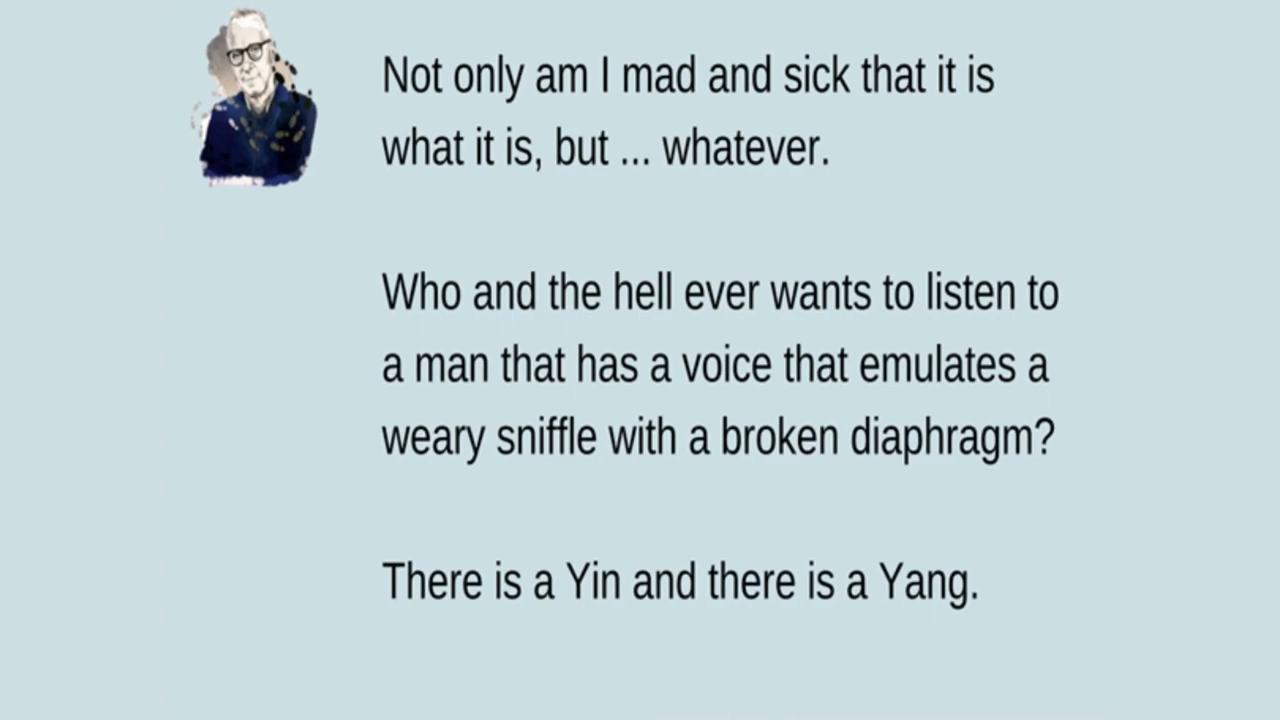 Not only am I mad and sick that it is
what it is, but ... whatever.
Who and the hell ever wants to listen to
a man that has a voice that emulates a
weary sniffle with a broken diaphragm?
There is a Yin and there is a Yang.